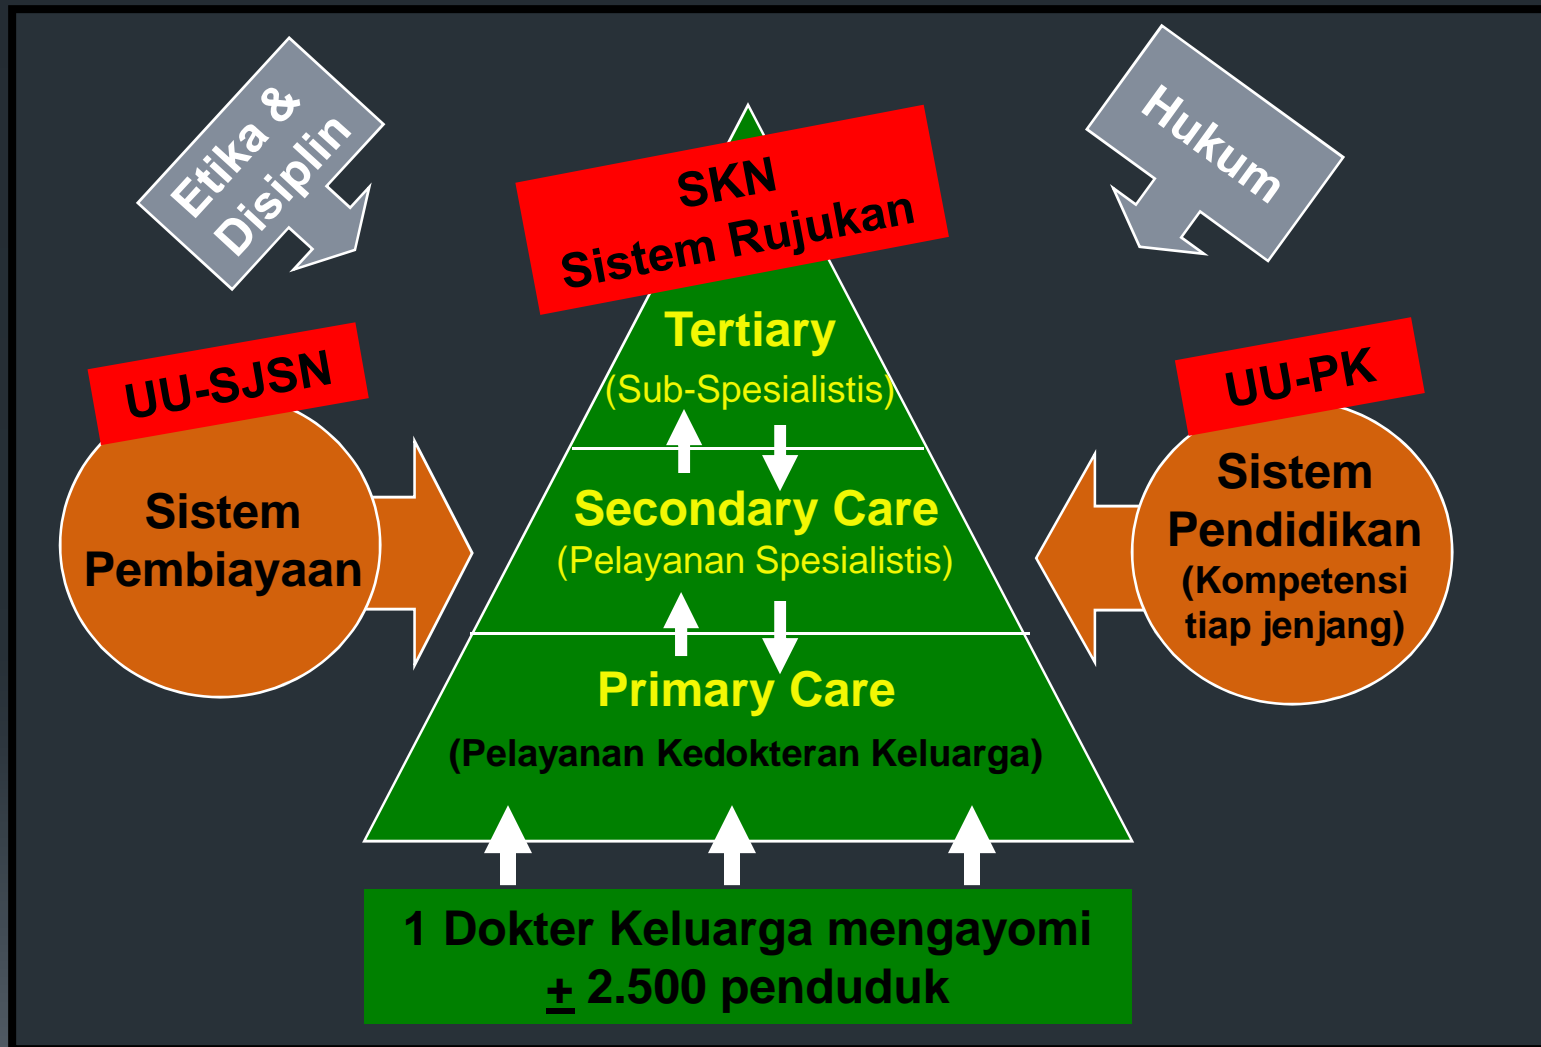 Etika &
Disiplin
Hukum
SKN
Sistem Rujukan
UU-SJSN
Sistem
Pembiayaan
Tertiary
(Sub-Spesialistis)
Secondary Care
(Pelayanan Spesialistis)
Primary Care
(Pelayanan Kedokteran Keluarga)
UU-PK
Sistem
Pendidikan
(Kompetensi
tiap jenjang)
1 Dokter Keluarga mengayomi
+ 2.500 penduduk